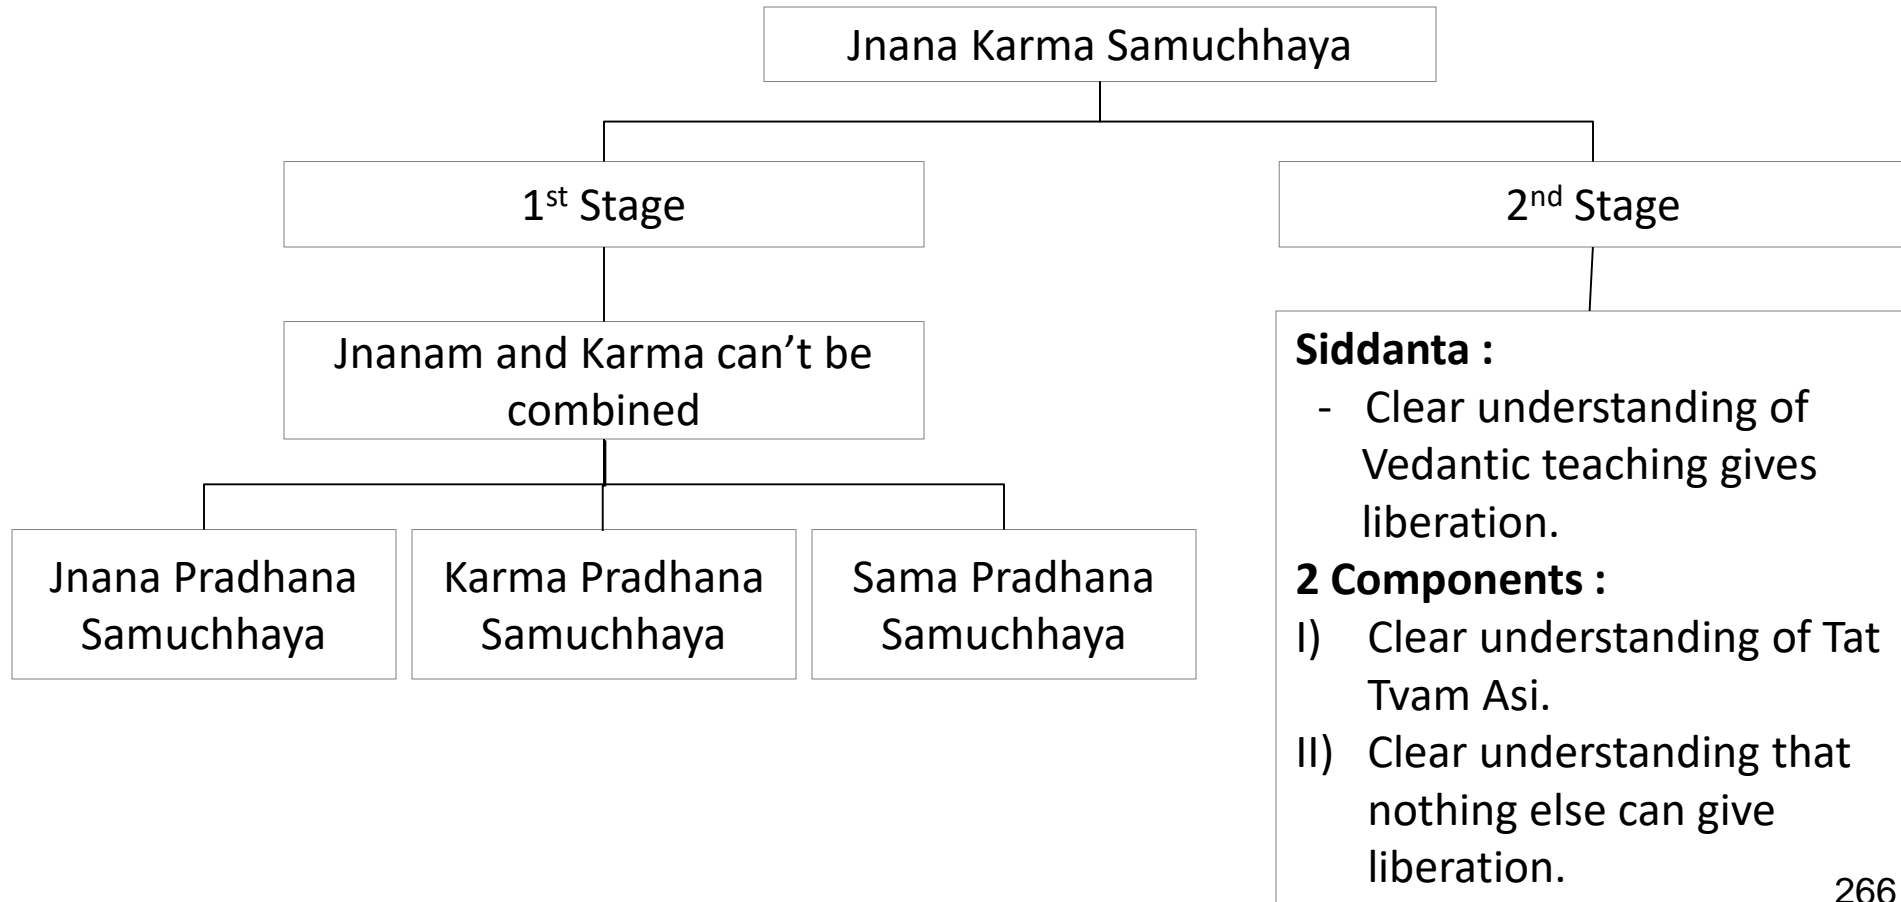 Jnana Karma Samuchhaya
1st Stage
2nd Stage
Jnanam and Karma can’t be
combined
Jnana Pradhana
Samuchhaya
Karma Pradhana
Samuchhaya
Sama Pradhana
Samuchhaya
Siddanta :
- Clear understanding of
Vedantic teaching gives
liberation.
2 Components :
I) Clear understanding of Tat
Tvam Asi.
II) Clear understanding that
nothing else can give
liberation.
266